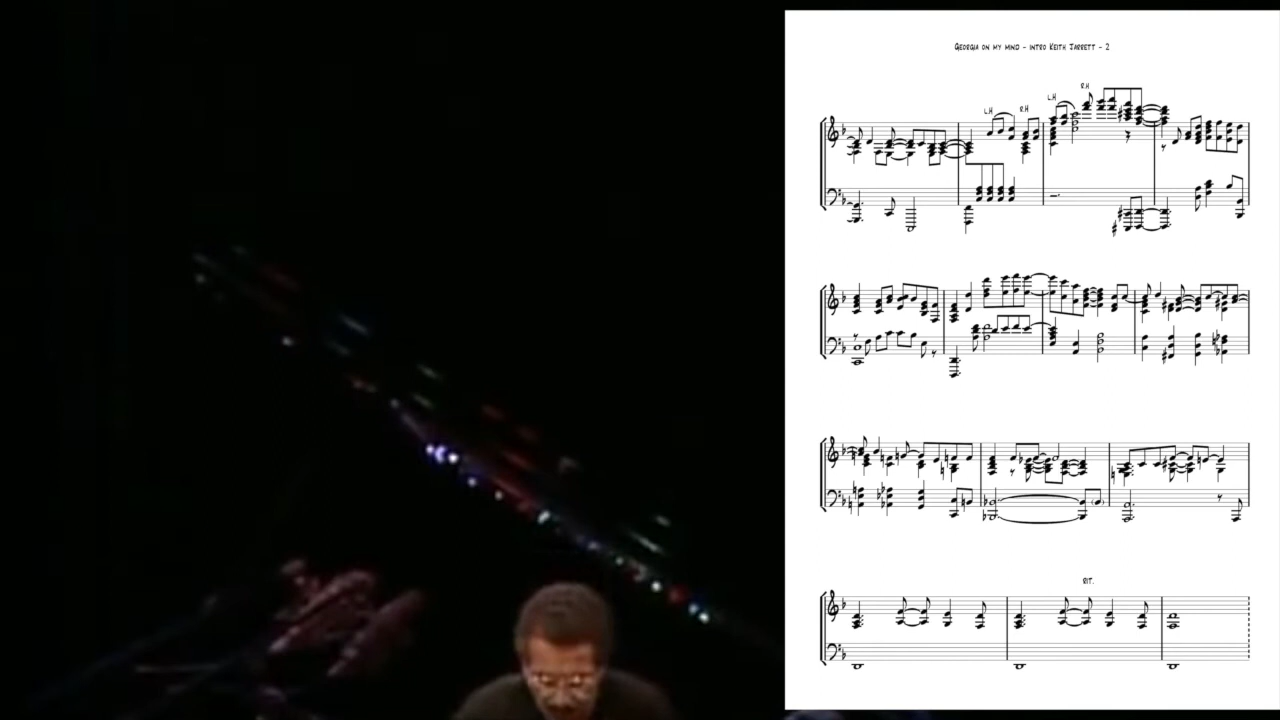 GEORGIA ON MY MIND - INTRO KEITH JARRETT - 2
L.H
R.H
L.H
R.H
RIT.